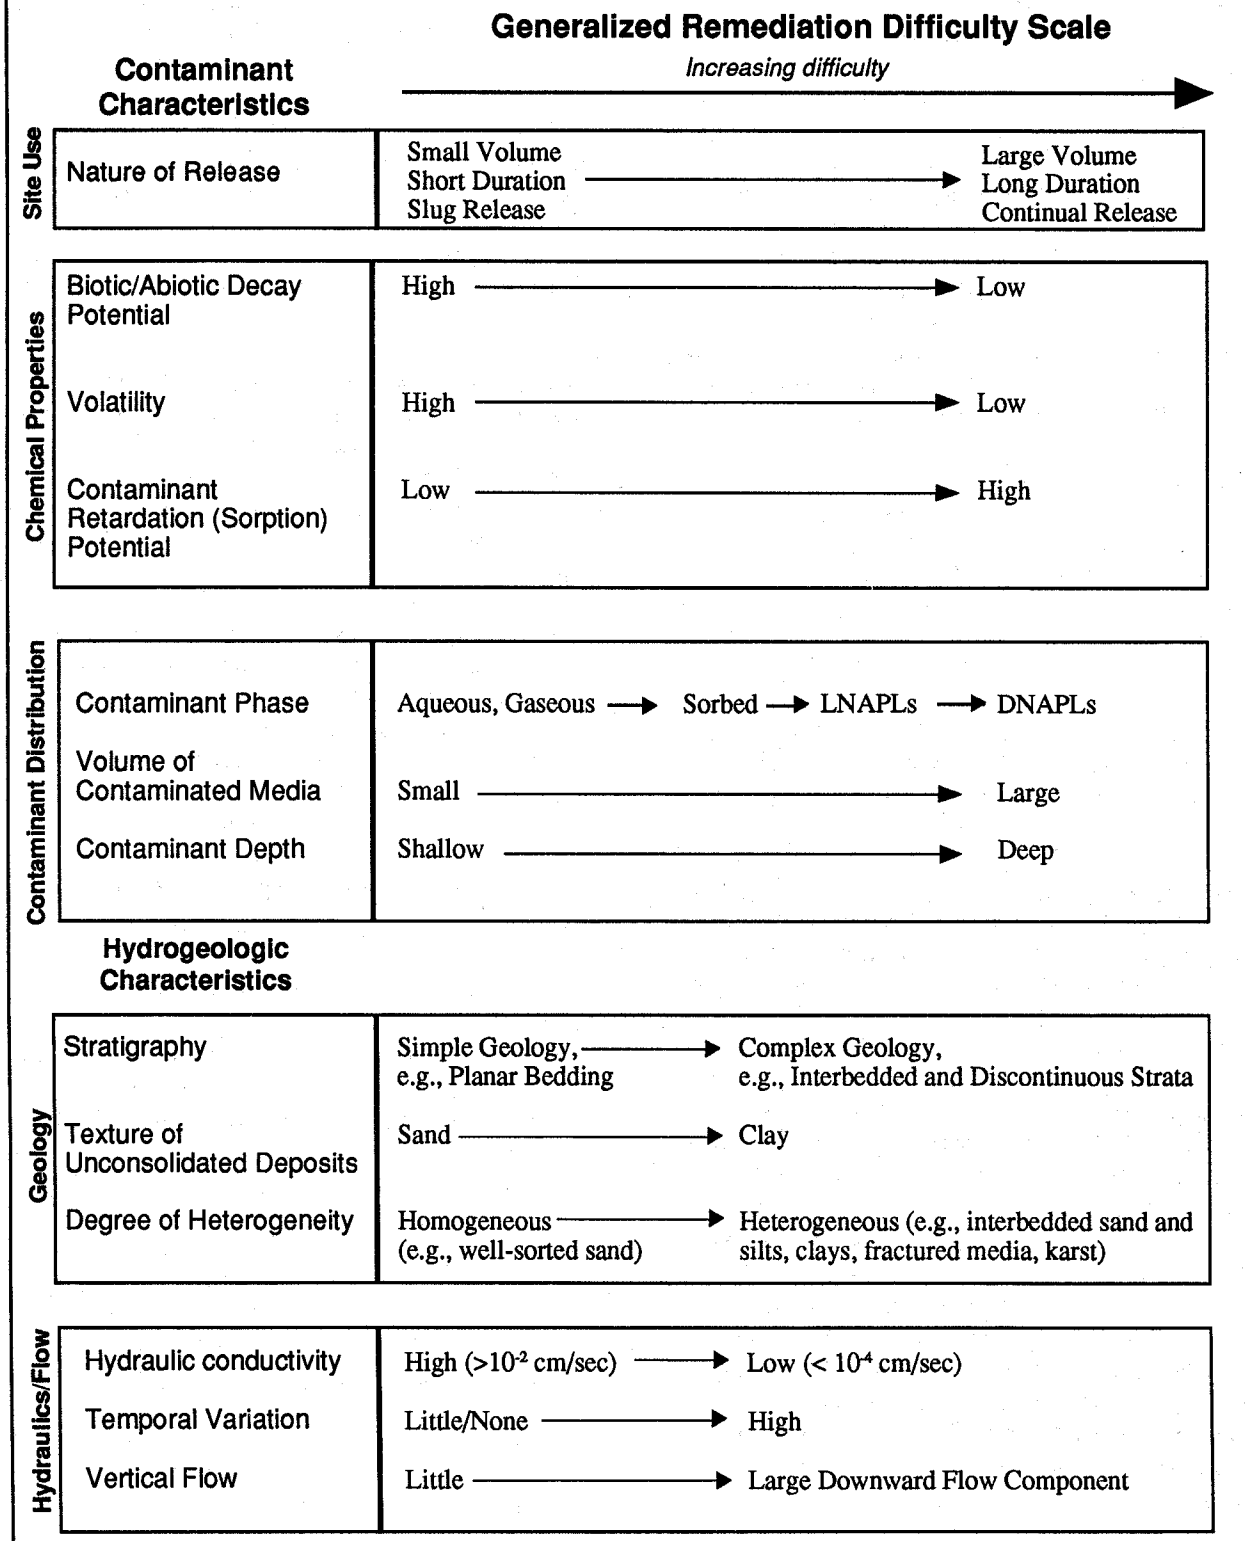 Generalized Remediation Difficulty Scale
Increasing difficulty
Contaminant
Characteristics
Site Use
Nature of Release
Small Volume
Short Duration
Slug Release
Large Volume
Long Duration
Continual Release
Chemical Properties
Biotic/Abiotic Decay
Potential
High
Low
Volatility
High
Low
Contaminant
Retardation (Sorption)
Potential
Low
High
Contaminant Distribution
Contaminant Phase
Aqueous, Gaseous
Sorbed
LNAPLs
DNAPLs
Volume of
Contaminated Media
Small
Large
Contaminant Depth
Shallow
Deep
Hydrogeologic
Characteristics
Geology
Stratigraphy
Simple Geology,
e.g., Planar Bedding
Complex Geology,
e.g., Interbedded and Discontinuous Strata
Texture of
Unconsolidated Deposits
Sand
Clay
Degree of Heterogeneity
Homogeneous
(e.g., well-sorted sand)
Heterogeneous (e.g., interbedded sand and
silts, clays, fractured media, karst)
Hydraulics/Flow
Hydraulic conductivity
High (>10⁻² cm/sec)
Low (< 10⁻⁴ cm/sec)
Temporal Variation
Little/None
High
Vertical Flow
Little
Large Downward Flow Component